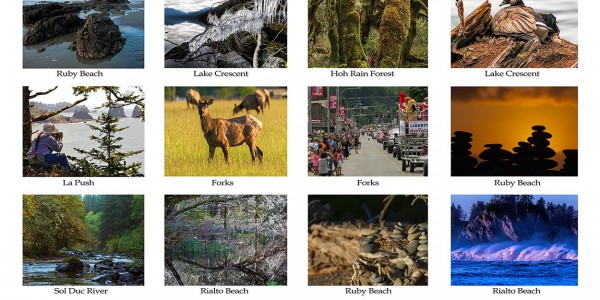 Ruby Beach
Lake Crescent
Hoh Rain Forest
Lake Crescent
LIBERTY
La Push
Forks
Forks
Ruby Beach
Sol Duc River
Rialto Beach
Ruby Beach
Rialto Beach